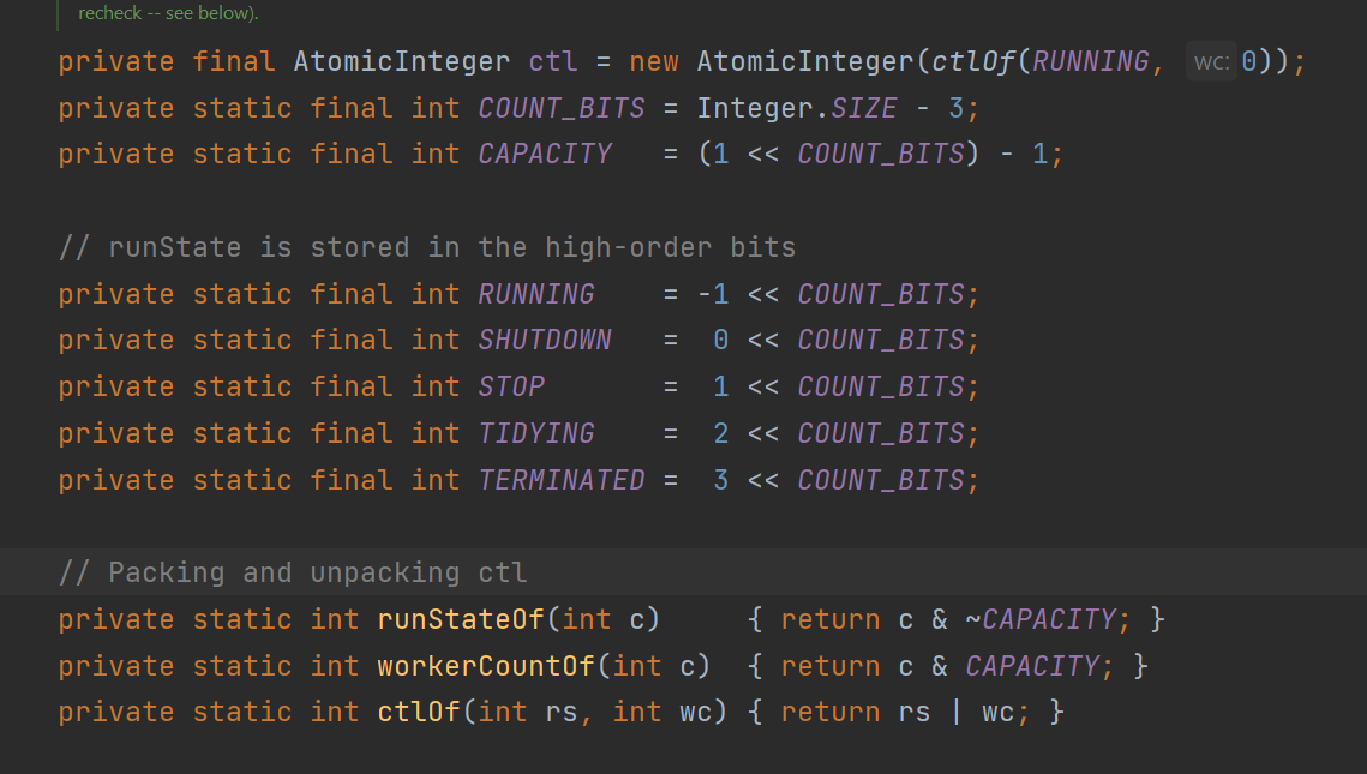 recheck -- see below).
private final AtomicInteger ctl = new AtomicInteger(ctlOf(RUNNING, wc: 0));
private static final int COUNT_BITS = Integer.SIZE - 3;
private static final int CAPACITY   = (1 << COUNT_BITS) - 1;
// runState is stored in the high-order bits
private static final int RUNNING    = -1 << COUNT_BITS;
private static final int SHUTDOWN   =  0 << COUNT_BITS;
private static final int STOP       =  1 << COUNT_BITS;
private static final int TIDYING    =  2 << COUNT_BITS;
private static final int TERMINATED =  3 << COUNT_BITS;
// Packing and unpacking ctl
private static int runStateOf(int c)     { return c & ~CAPACITY; }
private static int workerCountOf(int c)  { return c & CAPACITY; }
private static int ctlOf(int rs, int wc) { return rs | wc; }